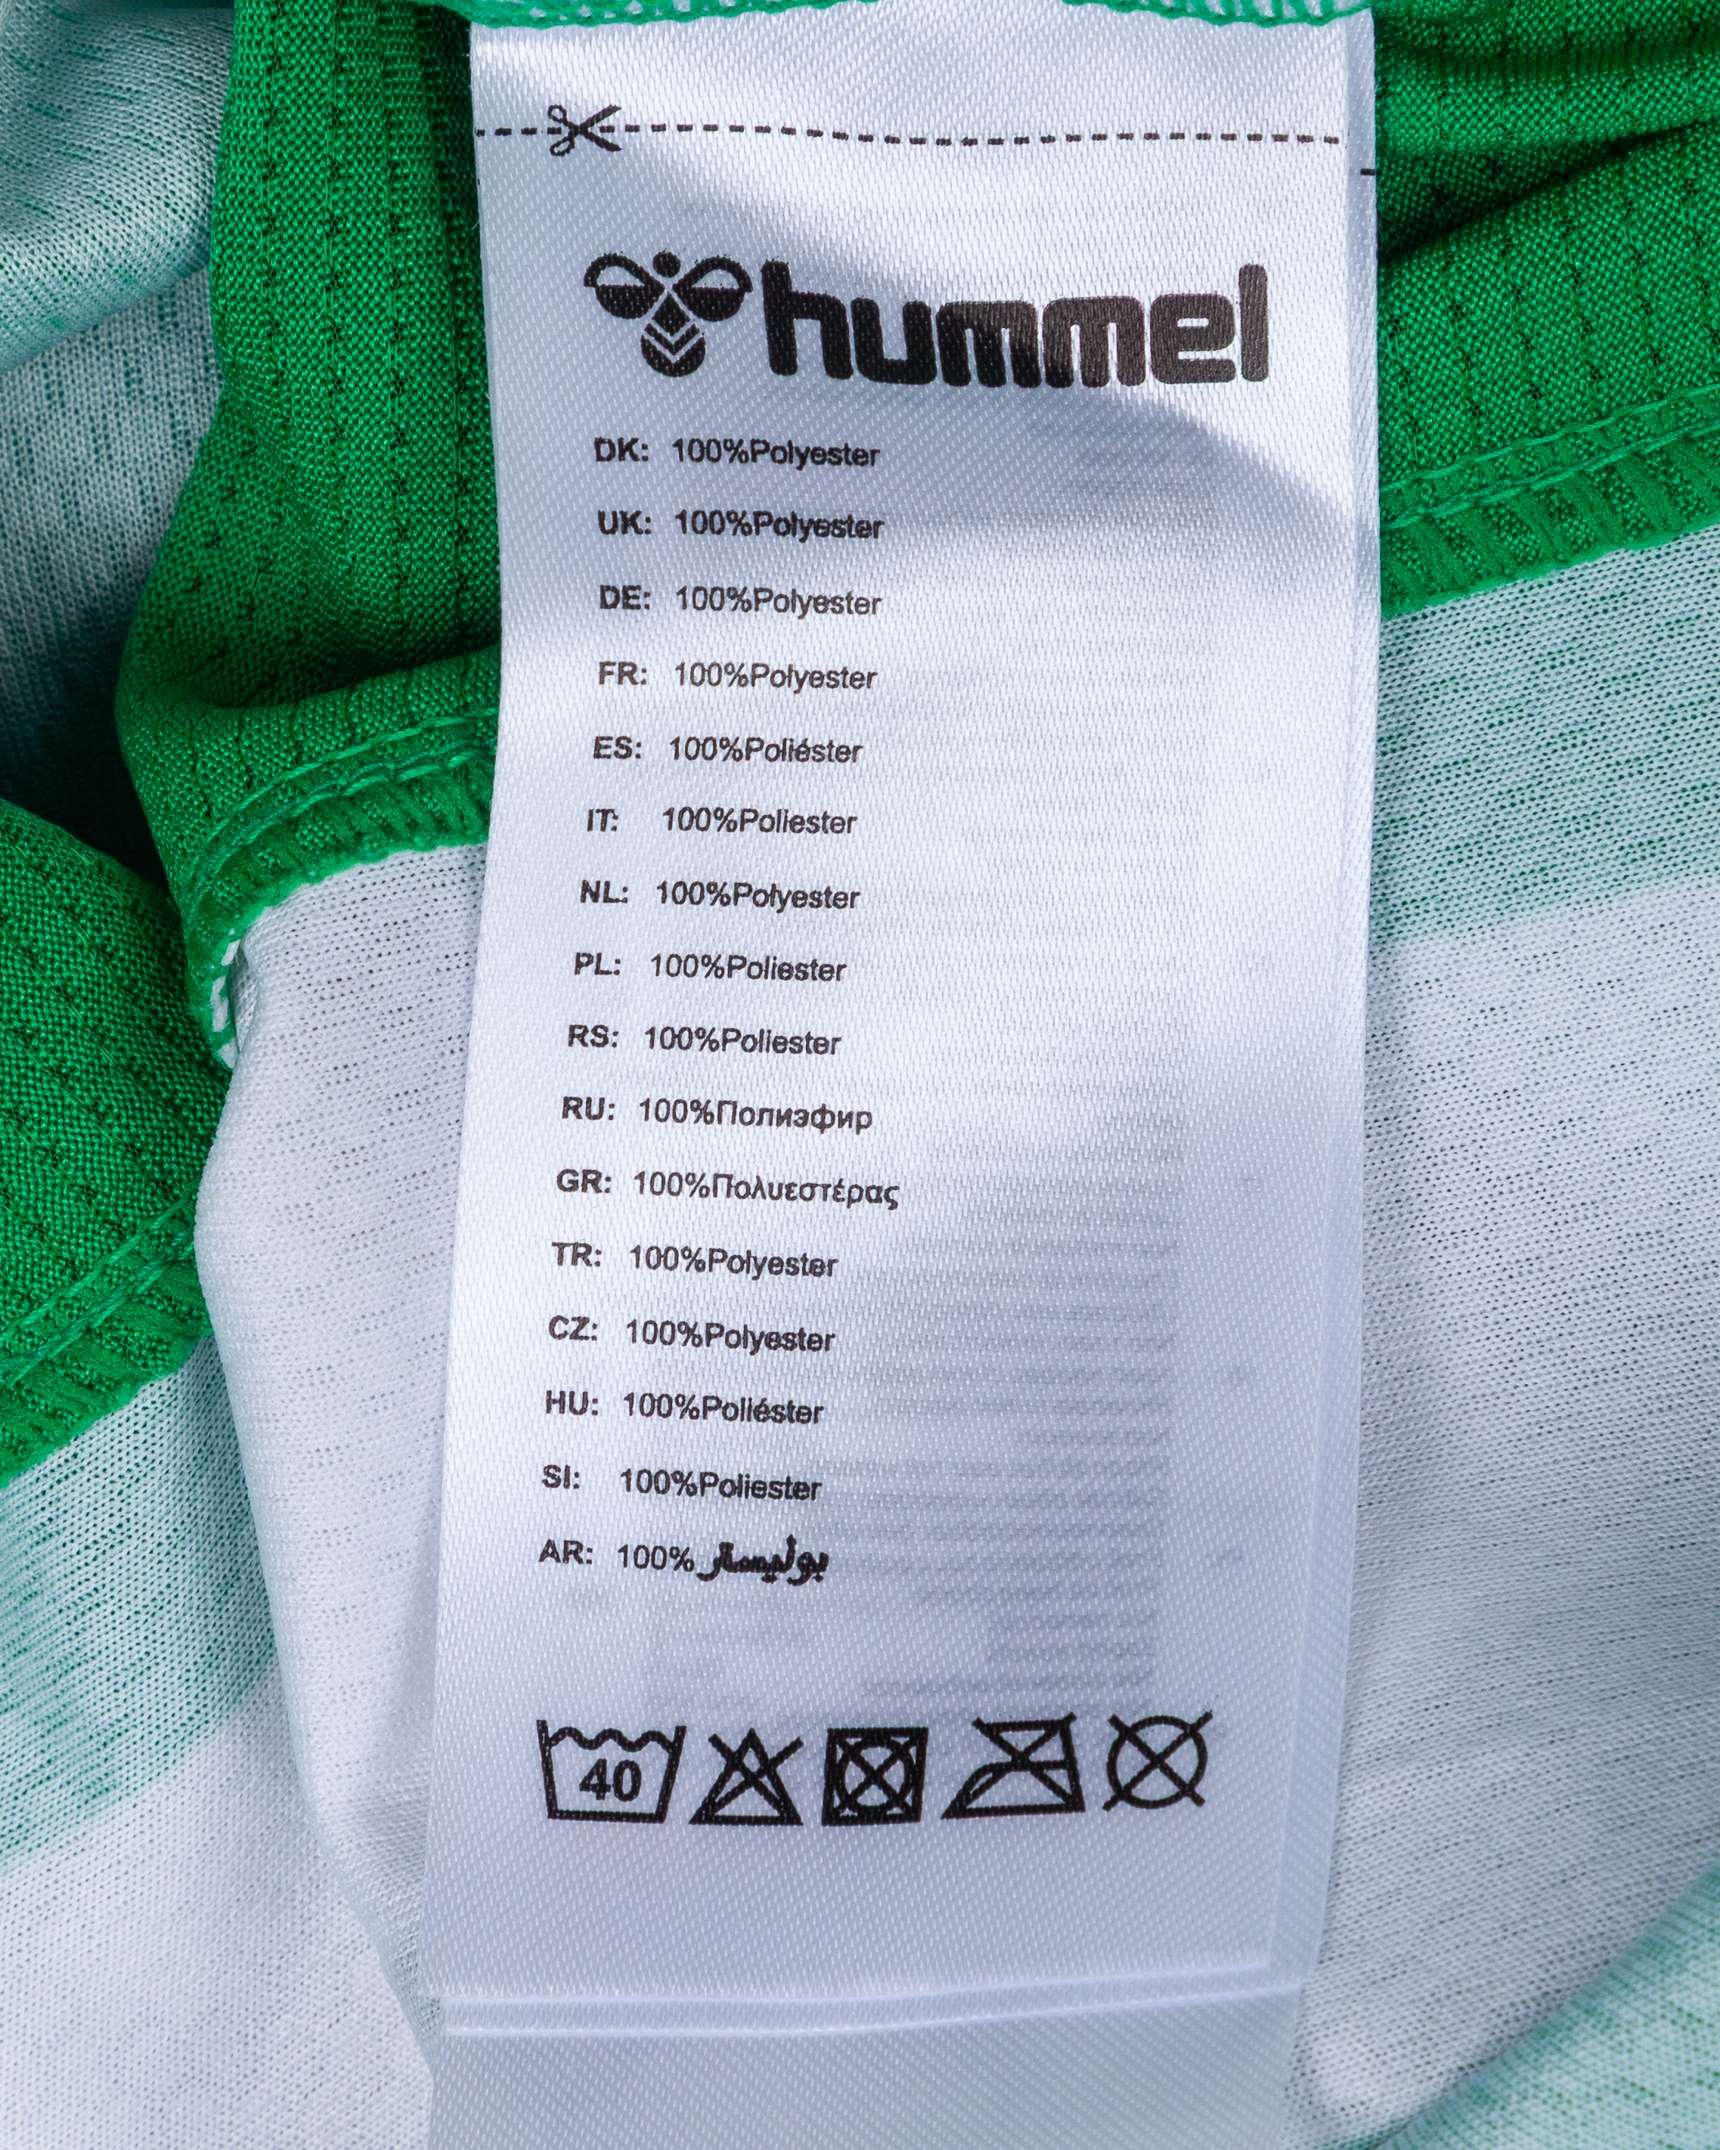 hummel
DK: 100%Polyester
UK: 100%Polyester
DE: 100%Polyester
FR: 100%Polyester
ES: 100%Poliéster
IT: 100%Poliester
NL: 100%Polyester
PL: 100%Poliester
RS: 100%Poliester
RU: 100%Полиэфир
GR: 100%Πολυεστέρας
TR: 100%Polyester
CZ: 100%Polyester
HU: 100%Poliéster
SI: 100%Poliester
AR: 100% بوليستر
40